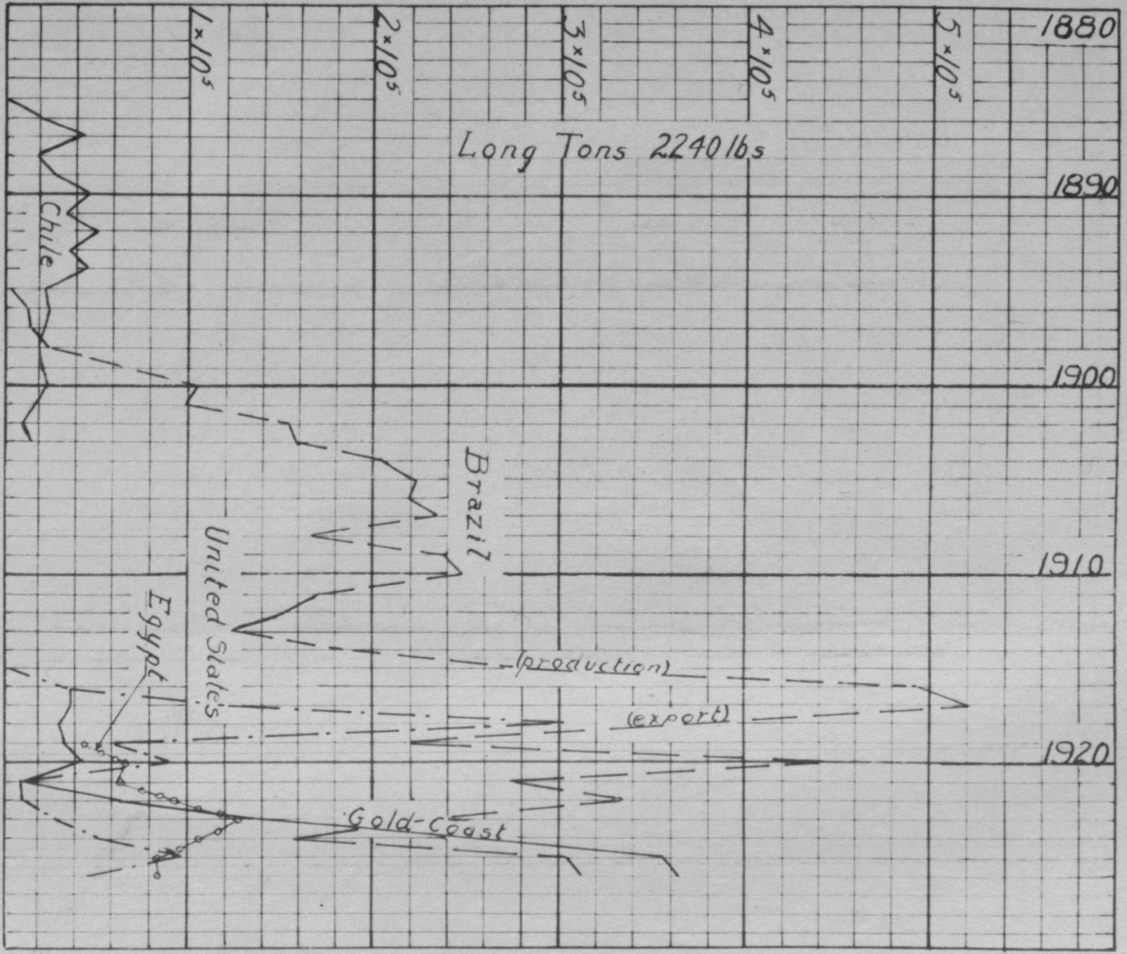 1×10⁵
2×10⁵
3×10⁵
4×10⁵
5×10⁵
1880
Long Tons 2240 lbs
1890
Chile
1900
Brazil
1910
United States
Egypt
(production)
(export)
1920
Gold-Coast